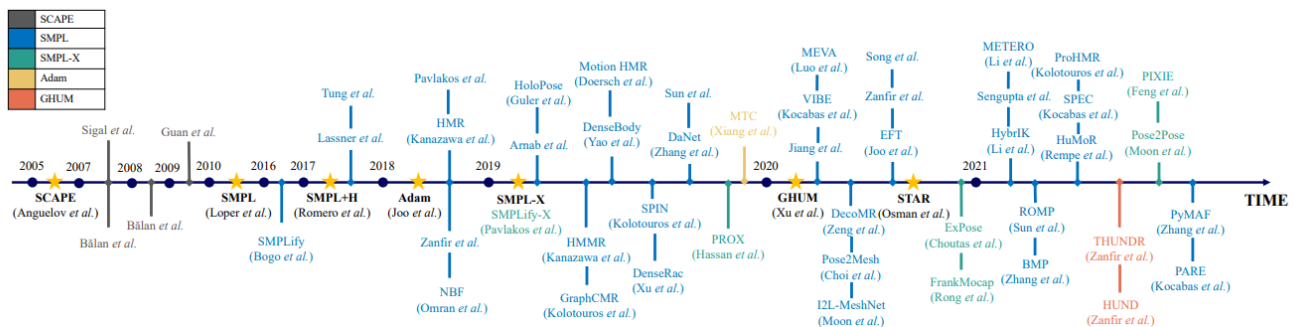 SCAPE
SMPL
SMPL-X
Adam
GHUM
Sigal et al.
Guan et al.
Tung et al.
Lassner et al.
Pavlakos et al.
HMR
(Kanazawa et al.)
HoloPose
(Guler et al.)
Arnab et al.
Motion HMR
(Doersch et al.)
DenseBody
(Yao et al.)
Sun et al.
DaNet
(Zhang et al.)
MTC
(Xiang et al.)
MEVA
(Luo et al.)
VIBE
(Kocabas et al.)
Jiang et al.
Song et al.
Zanfir et al.
EFT
(Joo et al.)
METERO
(Li et al.)
Sengupta et al.
HybrIK
(Li et al.)
ProHMR
(Kolotouros et al.)
SPEC
(Kocabas et al.)
HuMoR
(Rempe et al.)
PIXIE
(Feng et al.)
Pose2Pose
(Moon et al.)
2005
2007
2008
2009
2010
2016
2017
2018
2019
2020
2021
TIME
SCAPE
(Anguelov et al.)
Bălan et al.
Bălan et al.
SMPL
(Loper et al.)
SMPLify
(Bogo et al.)
SMPL+H
(Romero et al.)
Adam
(Joo et al.)
Zanfir et al.
NBF
(Omran et al.)
SMPL-X
SMPLify-X
(Pavlakos et al.)
HMMR
(Kanazawa et al.)
GraphCMR
(Kolotouros et al.)
SPIN
(Kolotouros et al.)
DenseRac
(Xu et al.)
PROX
(Hassan et al.)
GHUM
(Xu et al.)
DecoMR
(Zeng et al.)
Pose2Mesh
(Choi et al.)
I2L-MeshNet
(Moon et al.)
STAR
(Osman et al.)
ExPose
(Choutas et al.)
FrankMocap
(Rong et al.)
ROMP
(Sun et al.)
BMP
(Zhang et al.)
THUNDR
(Zanfir et al.)
HUND
(Zanfir et al.)
PyMAF
(Zhang et al.)
PARE
(Kocabas et al.)